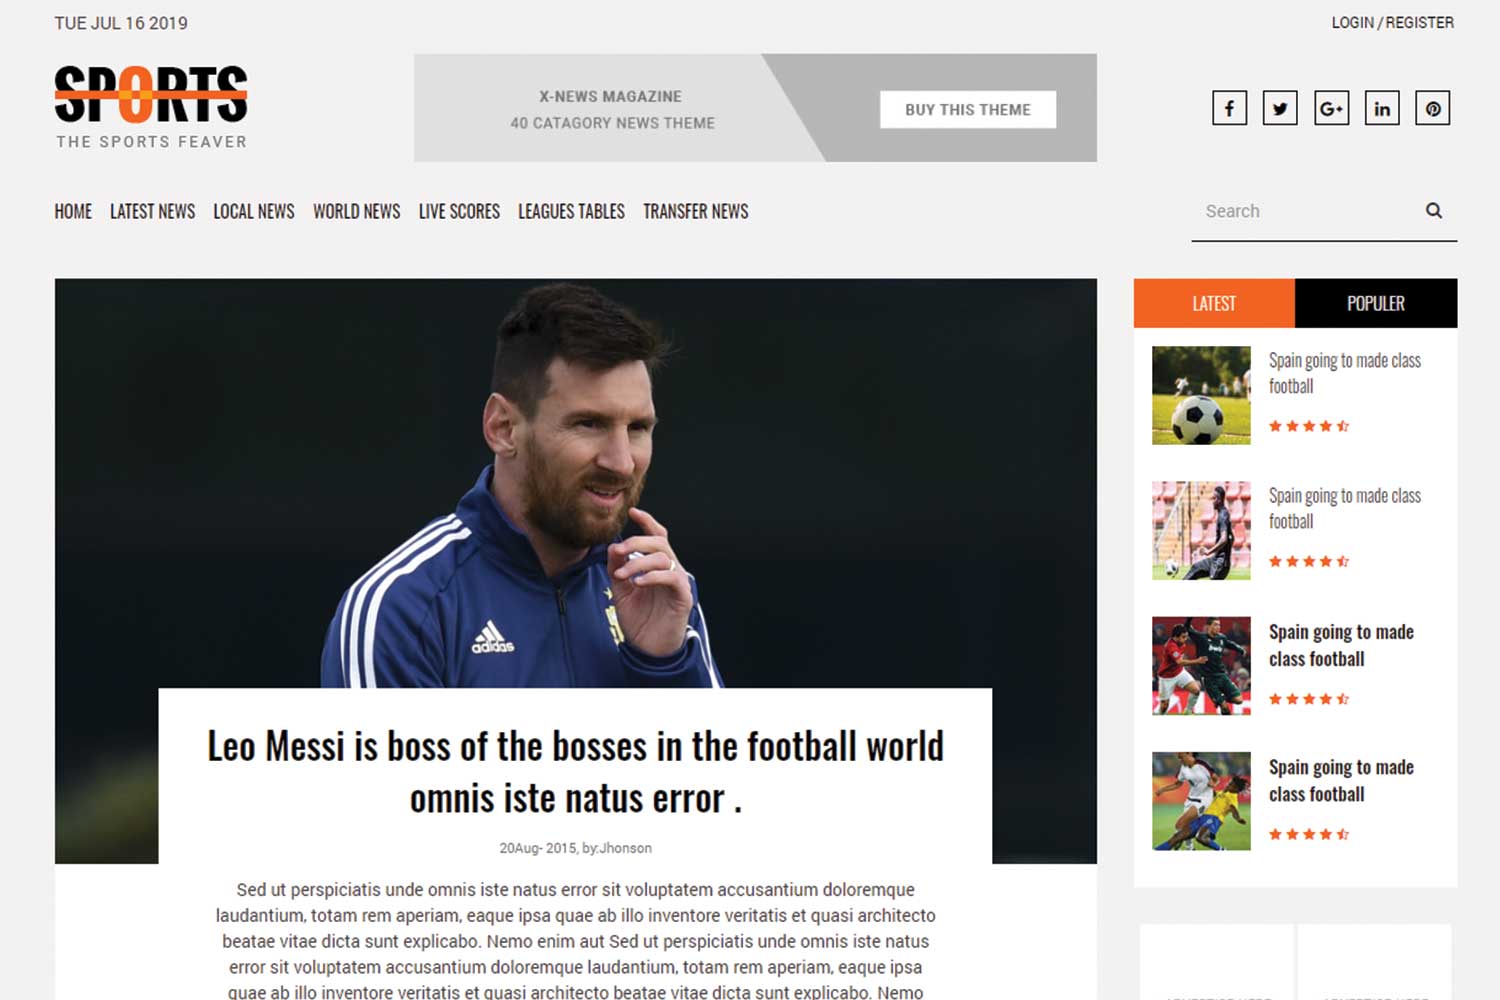 TUE JUL 16 2019
LOGIN / REGISTER
SPORTS
THE SPORTS FEAVER
X-NEWS MAGAZINE
40 CATAGORY NEWS THEME
BUY THIS THEME
HOME LATEST NEWS LOCAL NEWS WORLD NEWS LIVE SCORES LEAGUES TABLES TRANSFER NEWS
Search
adidas
Leo Messi is boss of the bosses in the football world
omnis iste natus error .
20Aug- 2015, by:Jhonson
Sed ut perspiciatis unde omnis iste natus error sit voluptatem accusantium doloremque
laudantium, totam rem aperiam, eaque ipsa quae ab illo inventore veritatis et quasi architecto
beatae vitae dicta sunt explicabo. Nemo enim aut Sed ut perspiciatis unde omnis iste natus
error sit voluptatem accusantium doloremque laudantium, totam rem aperiam, eaque ipsa
quae ab illo inventore veritatis et quasi architecto beatae vitae dicta sunt explicabo. Nemo
LATEST
POPULER
Spain going to made class
football
Spain going to made class
football
Spain going to made
class football
Spain going to made
class football